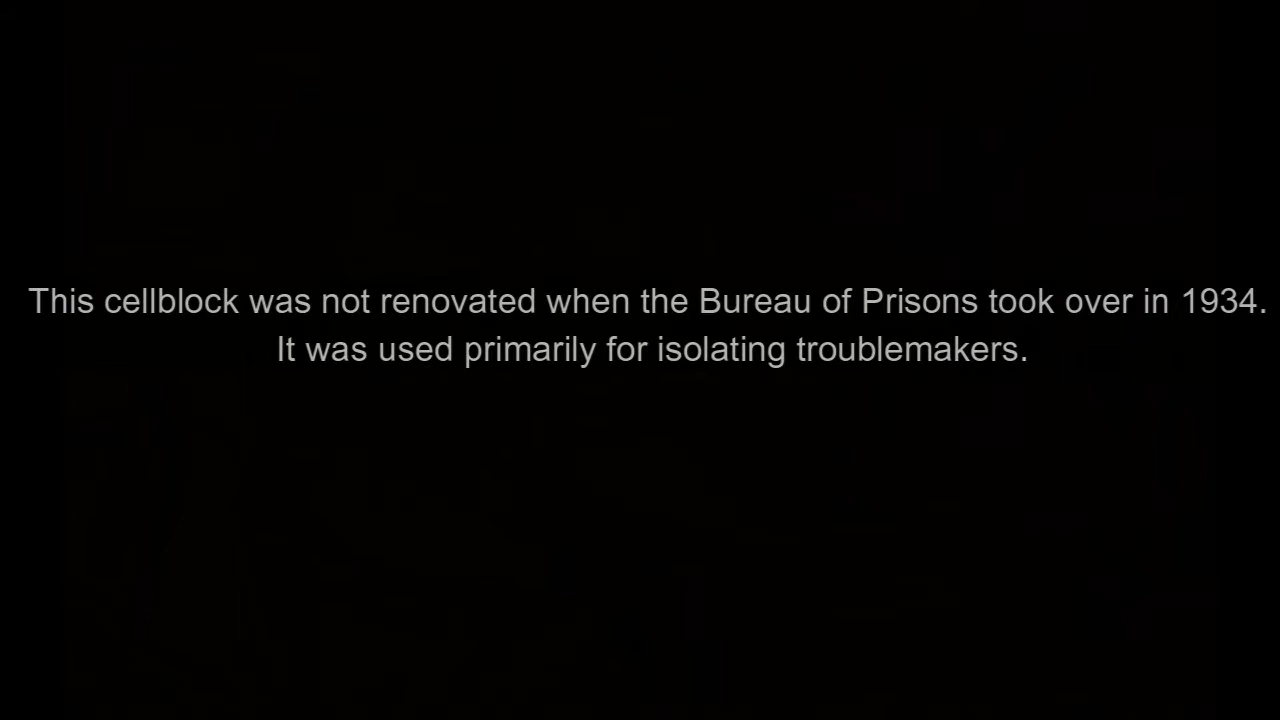 This cellblock was not renovated when the Bureau of Prisons took over in 1934.
It was used primarily for isolating troublemakers.